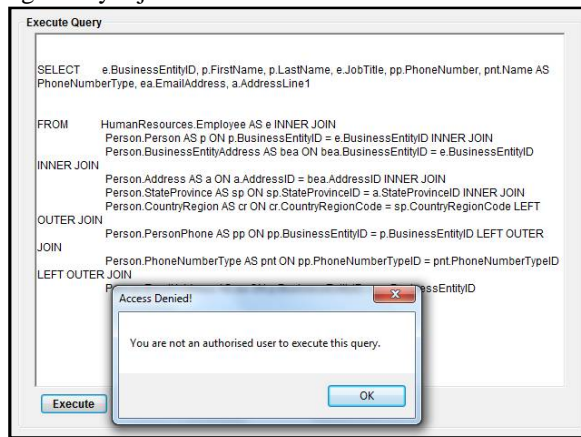 Execute Query
SELECT e.BusinessEntityID, p.FirstName, p.LastName, e.JobTitle, pp.PhoneNumber, pnt.Name AS
PhoneNumberType, ea.EmailAddress, a.AddressLine1
FROM HumanResources.Employee AS e INNER JOIN
Person.Person AS p ON p.BusinessEntityID = e.BusinessEntityID INNER JOIN
Person.BusinessEntityAddress AS bea ON bea.BusinessEntityID = e.BusinessEntityID
INNER JOIN
Person.Address AS a ON a.AddressID = bea.AddressID INNER JOIN
Person.StateProvince AS sp ON sp.StateProvinceID = a.StateProvinceID INNER JOIN
Person.CountryRegion AS cr ON cr.CountryRegionCode = sp.CountryRegionCode LEFT
OUTER JOIN
Person.PersonPhone AS pp ON pp.BusinessEntityID = p.BusinessEntityID LEFT OUTER
JOIN
Person.PhoneNumberType AS pnt ON pp.PhoneNumberTypeID = pnt.PhoneNumberTypeID
LEFT OUTER JOIN
Access Denied!
You are not an authorised user to execute this query.
OK
Execute